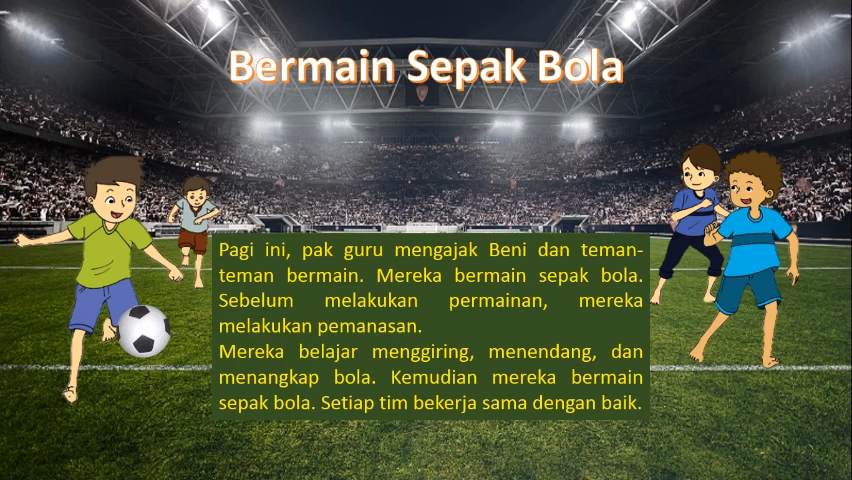 Bermain Sepak Bola
Pagi ini, pak guru mengajak Beni dan teman-
teman bermain. Mereka bermain sepak bola.
Sebelum melakukan permainan, mereka
melakukan pemanasan.
Mereka belajar menggiring, menendang, dan
menangkap bola. Kemudian mereka bermain
sepak bola. Setiap tim bekerja sama dengan baik.